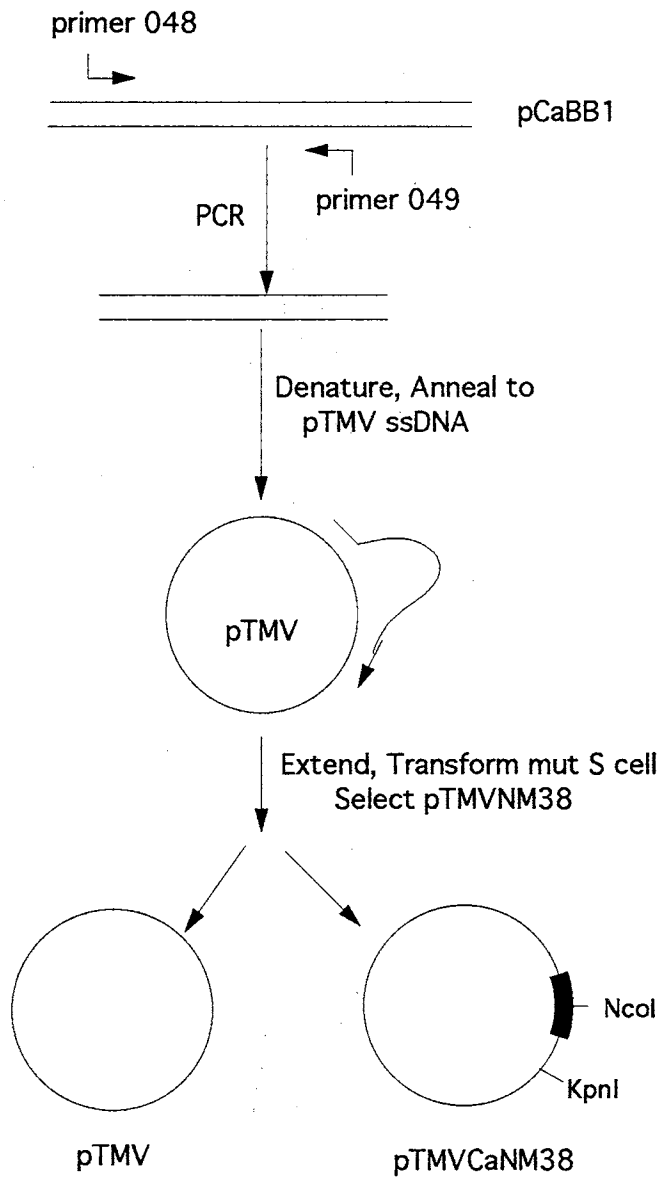 primer 048
pCaBB1
primer 049
PCR
Denature, Anneal to
pTMV ssDNA
pTMV
Extend, Transform mut S cell
Select pTMVNM38
NcoI
KpnI
pTMV
pTMVCaNM38